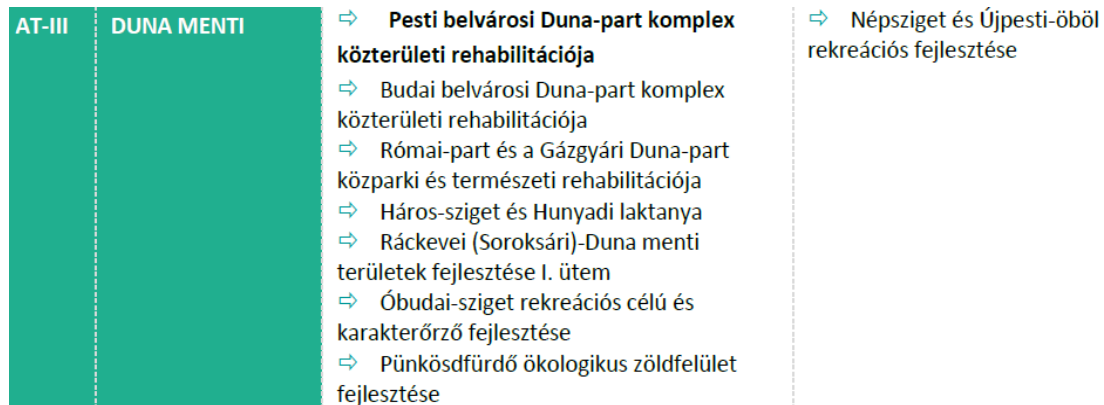 AT-III
DUNA MENTI
⇨ Pesti belvárosi Duna-part komplex
közterületi rehabilitációja
⇨ Budai belvárosi Duna-part komplex
közterületi rehabilitációja
⇨ Római-part és a Gázgyári Duna-part
közparki és természeti rehabilitációja
⇨ Háros-sziget és Hunyadi laktanya
⇨ Ráckevei (Soroksári)-Duna menti
területek fejlesztése I. ütem
⇨ Óbudai-sziget rekreációs célú és
karakterőrző fejlesztése
⇨ Pünkösdfürdő ökologikus zöldfelület
fejlesztése
⇨ Népsziget és Újpesti-öböl
rekreációs fejlesztése